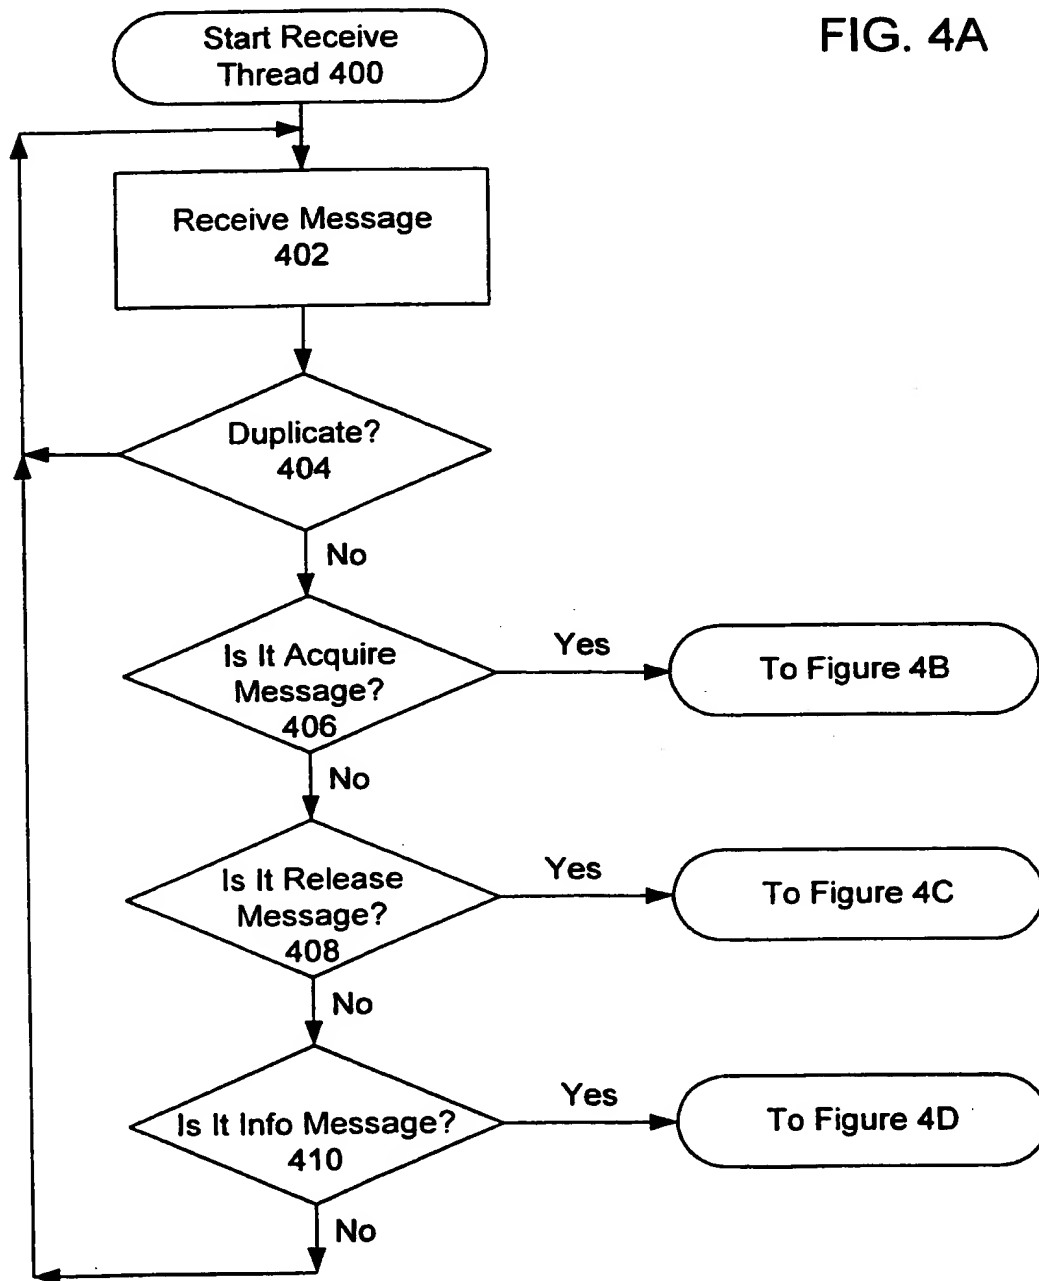 FIG. 4A
Start Receive
Thread 400
Receive Message
402
Duplicate?
404
No
Is It Acquire
Message?
406
Yes
To Figure 4B
No
Is It Release
Message?
408
Yes
To Figure 4C
No
Is It Info Message?
410
Yes
To Figure 4D
No